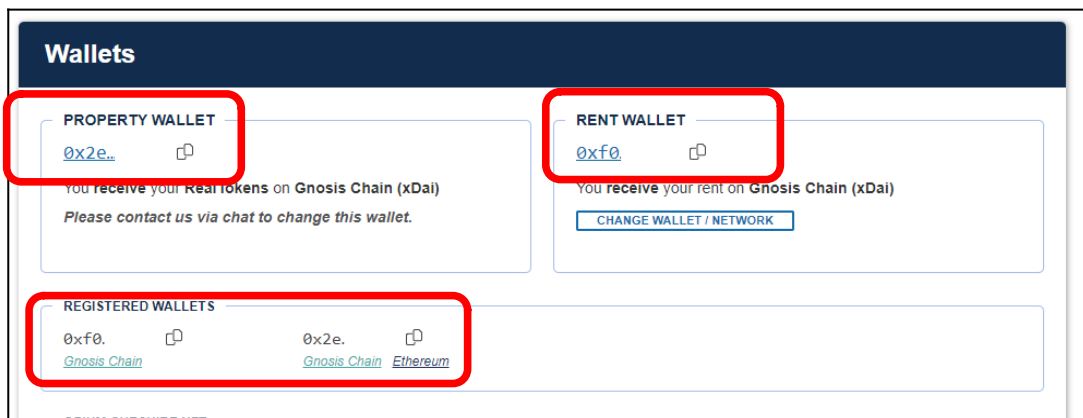 Wallets
PROPERTY WALLET
0x2e..
You receive your RealTokens on Gnosis Chain (xDai)
Please contact us via chat to change this wallet.
RENT WALLET
0xf0.
You receive your rent on Gnosis Chain (xDai)
CHANGE WALLET / NETWORK
REGISTERED WALLETS
0xf0. 0x2e.
Gnosis Chain Gnosis Chain Ethereum